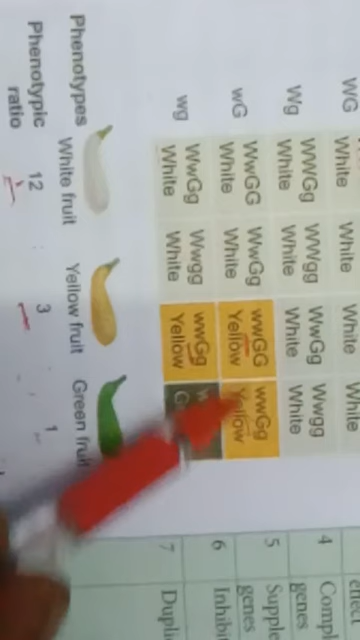 WG White White White White
Wg WWGg WWgg WwGg Wwgg
White White White White
wG WwGG WwGg wwGG wwGg
White White Yellow Yellow
wg WwGg Wwgg wwGg
White White Yellow
Phenotypes White fruit Yellow fruit Green fruit
Phenotypic ratio 12 : 3 : 1
effect
4 Compl
genes
5 Supple
genes
6 Inhibi
7 Dupli